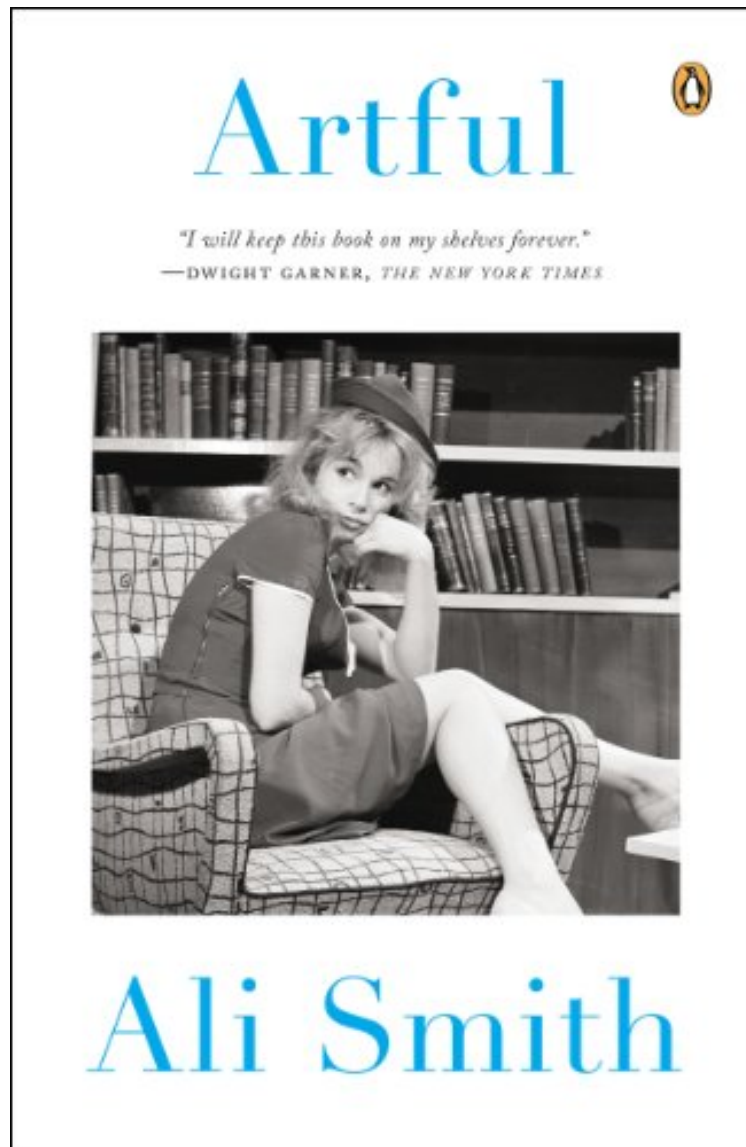 Artful
“I will keep this book on my shelves forever.”
—DWIGHT GARNER, THE NEW YORK TIMES
Ali Smith